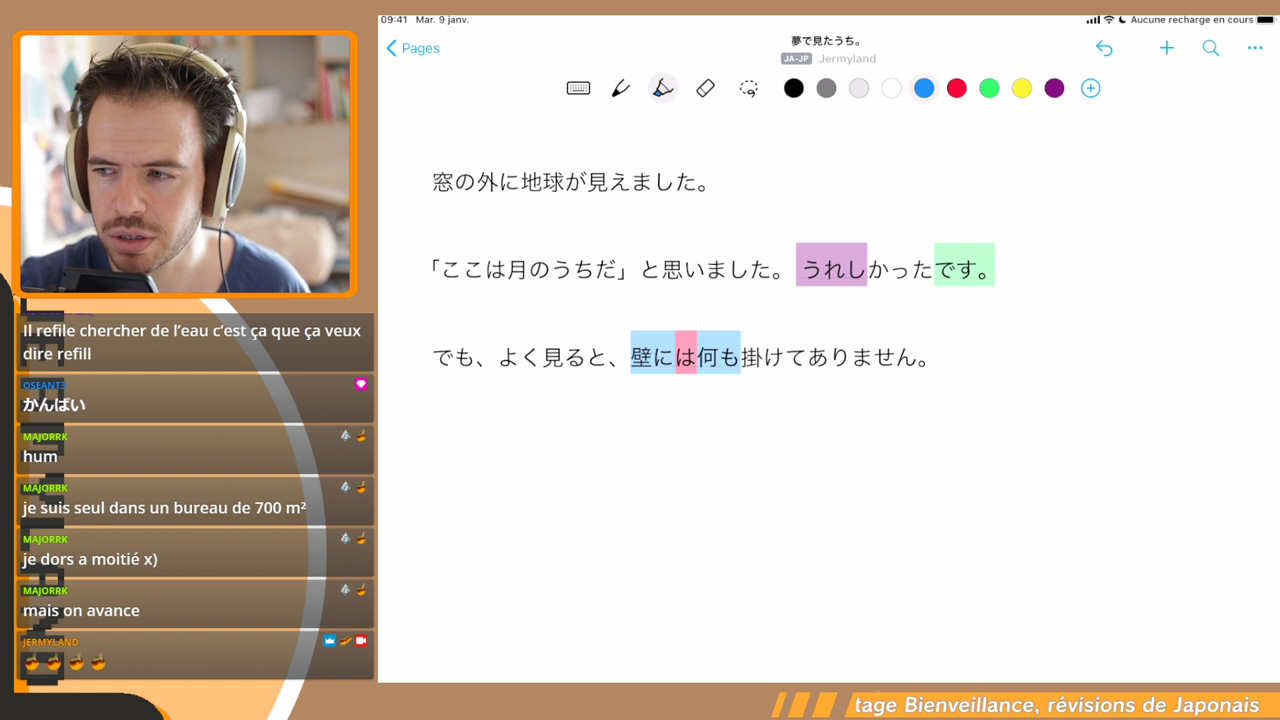 09:41 Mar. 9 janv.
Aucune recharge en cours
Pages
夢で見たうち。
JA-JP Jermyland
窓の外に地球が見えました。
「ここは月のうちだ」と思いました。うれしかったです。
でも、よく見ると、壁には何も掛けてありません。
Il refile chercher de l’eau c’est ça que ça veux
dire refill
OSEANT3
かんぱい
MAJORRK
hum
MAJORRK
je suis seul dans un bureau de 700 m²
MAJORRK
je dors a moitié x)
MAJORRK
mais on avance
JERMYLAND
tage Bienveillance, révisions de Japonais